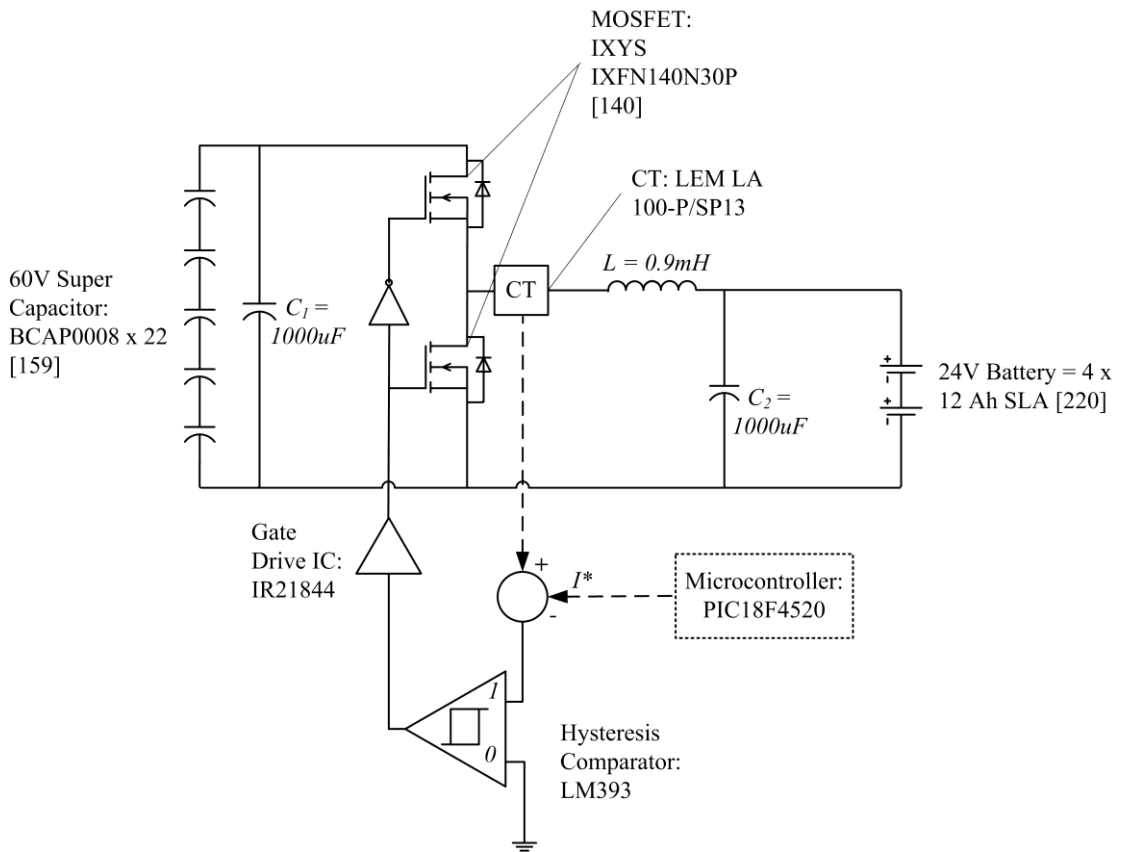 MOSFET:
IXYS
IXFN140N30P
[140]
CT: LEM LA
100-P/SP13
L = 0.9mH
CT
60V Super
Capacitor:
BCAP0008 x 22
[159]
C1 =
1000uF
+
-
+
-
24V Battery = 4 x
12 Ah SLA [220]
C2 =
1000uF
Gate
Drive IC:
IR21844
+
I*
-
Microcontroller:
PIC18F4520
1
0
Hysteresis
Comparator:
LM393